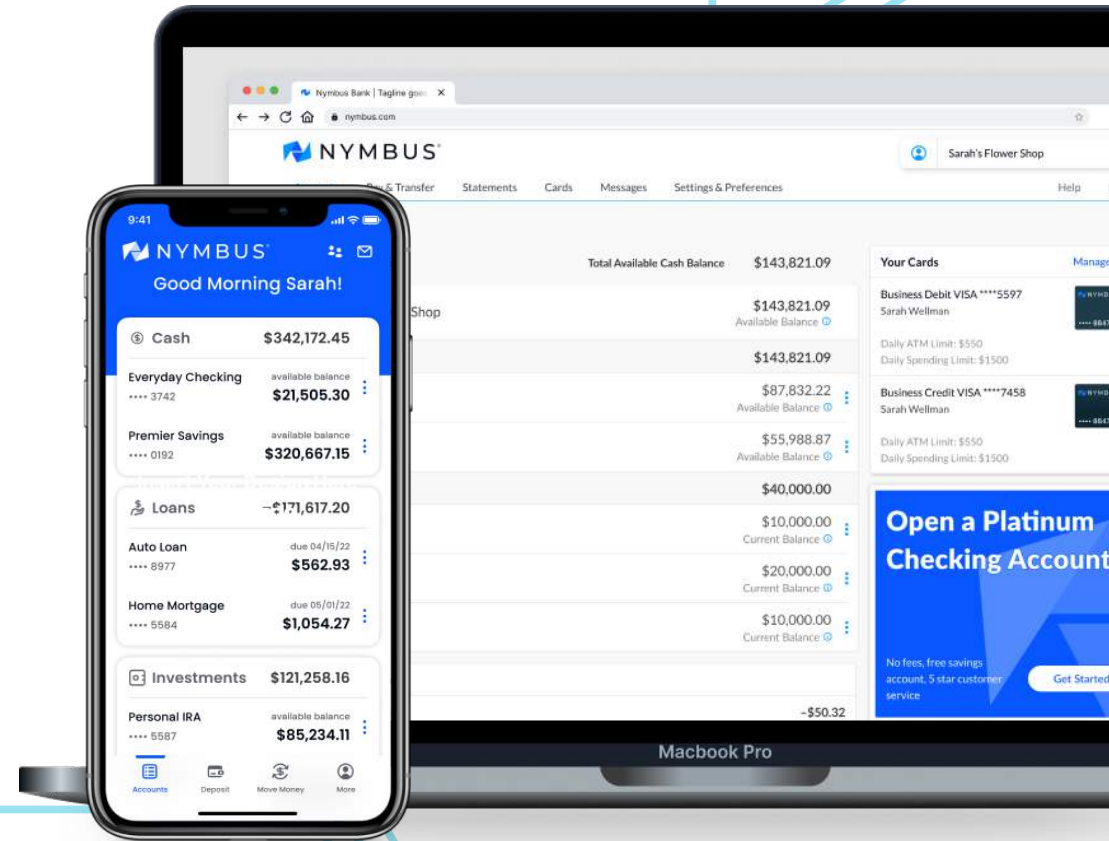 Nymbus Bank | Tagline goes
nymbus.com
NYMBUS
Sarah's Flower Shop
& Transfer
Statements
Cards
Messages
Settings & Preferences
Help
Total Available Cash Balance
$143,821.09
Shop
$143,821.09
Available Balance
$143,821.09
$87,832.22
Available Balance
$55,988.87
Available Balance
$40,000.00
$10,000.00
Current Balance
$20,000.00
Current Balance
$10,000.00
Current Balance
-$50.32
Your Cards
Manage
Business Debit VISA ****5597
Sarah Wellman
Daily ATM Limit: $550
Daily Spending Limit: $1500
Business Credit VISA ****7458
Sarah Wellman
Daily ATM Limit: $550
Daily Spending Limit: $1500
Open a Platinum
Checking Account
No fees, free savings
account, 5 star customer
service
Get Started
Macbook Pro
9:41
NYMBUS
Good Morning Sarah!
Cash $342,172.45
Everyday Checking
available balance
•••• 3742
$21,505.30
Premier Savings
available balance
•••• 0192
$320,667.15
Loans -$171,617.20
Auto Loan
due 04/15/22
•••• 8977
$562.93
Home Mortgage
due 05/01/22
•••• 5584
$1,054.27
Investments $121,258.16
Personal IRA
available balance
•••• 5587
$85,234.11
Accounts
Deposit
Move Money
More